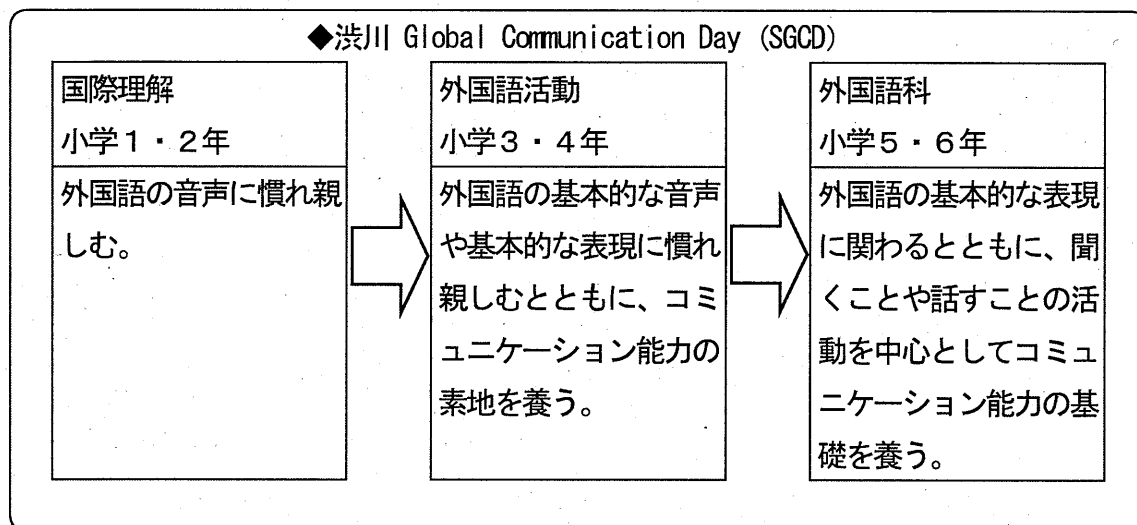 ◆渋川 Global Communication Day (SGCD)
国際理解
小学1・2年
外国語の音声に慣れ親
しむ。
外国語活動
小学3・4年
外国語の基本的な音声
や基本的な表現に慣れ
親しむとともに、コミ
ュニケーション能力の
素地を養う。
外国語科
小学5・6年
外国語の基本的な表現
に関わるとともに、聞
くことや話すことの活
動を中心としてコミュ
ニケーション能力の基
礎を養う。